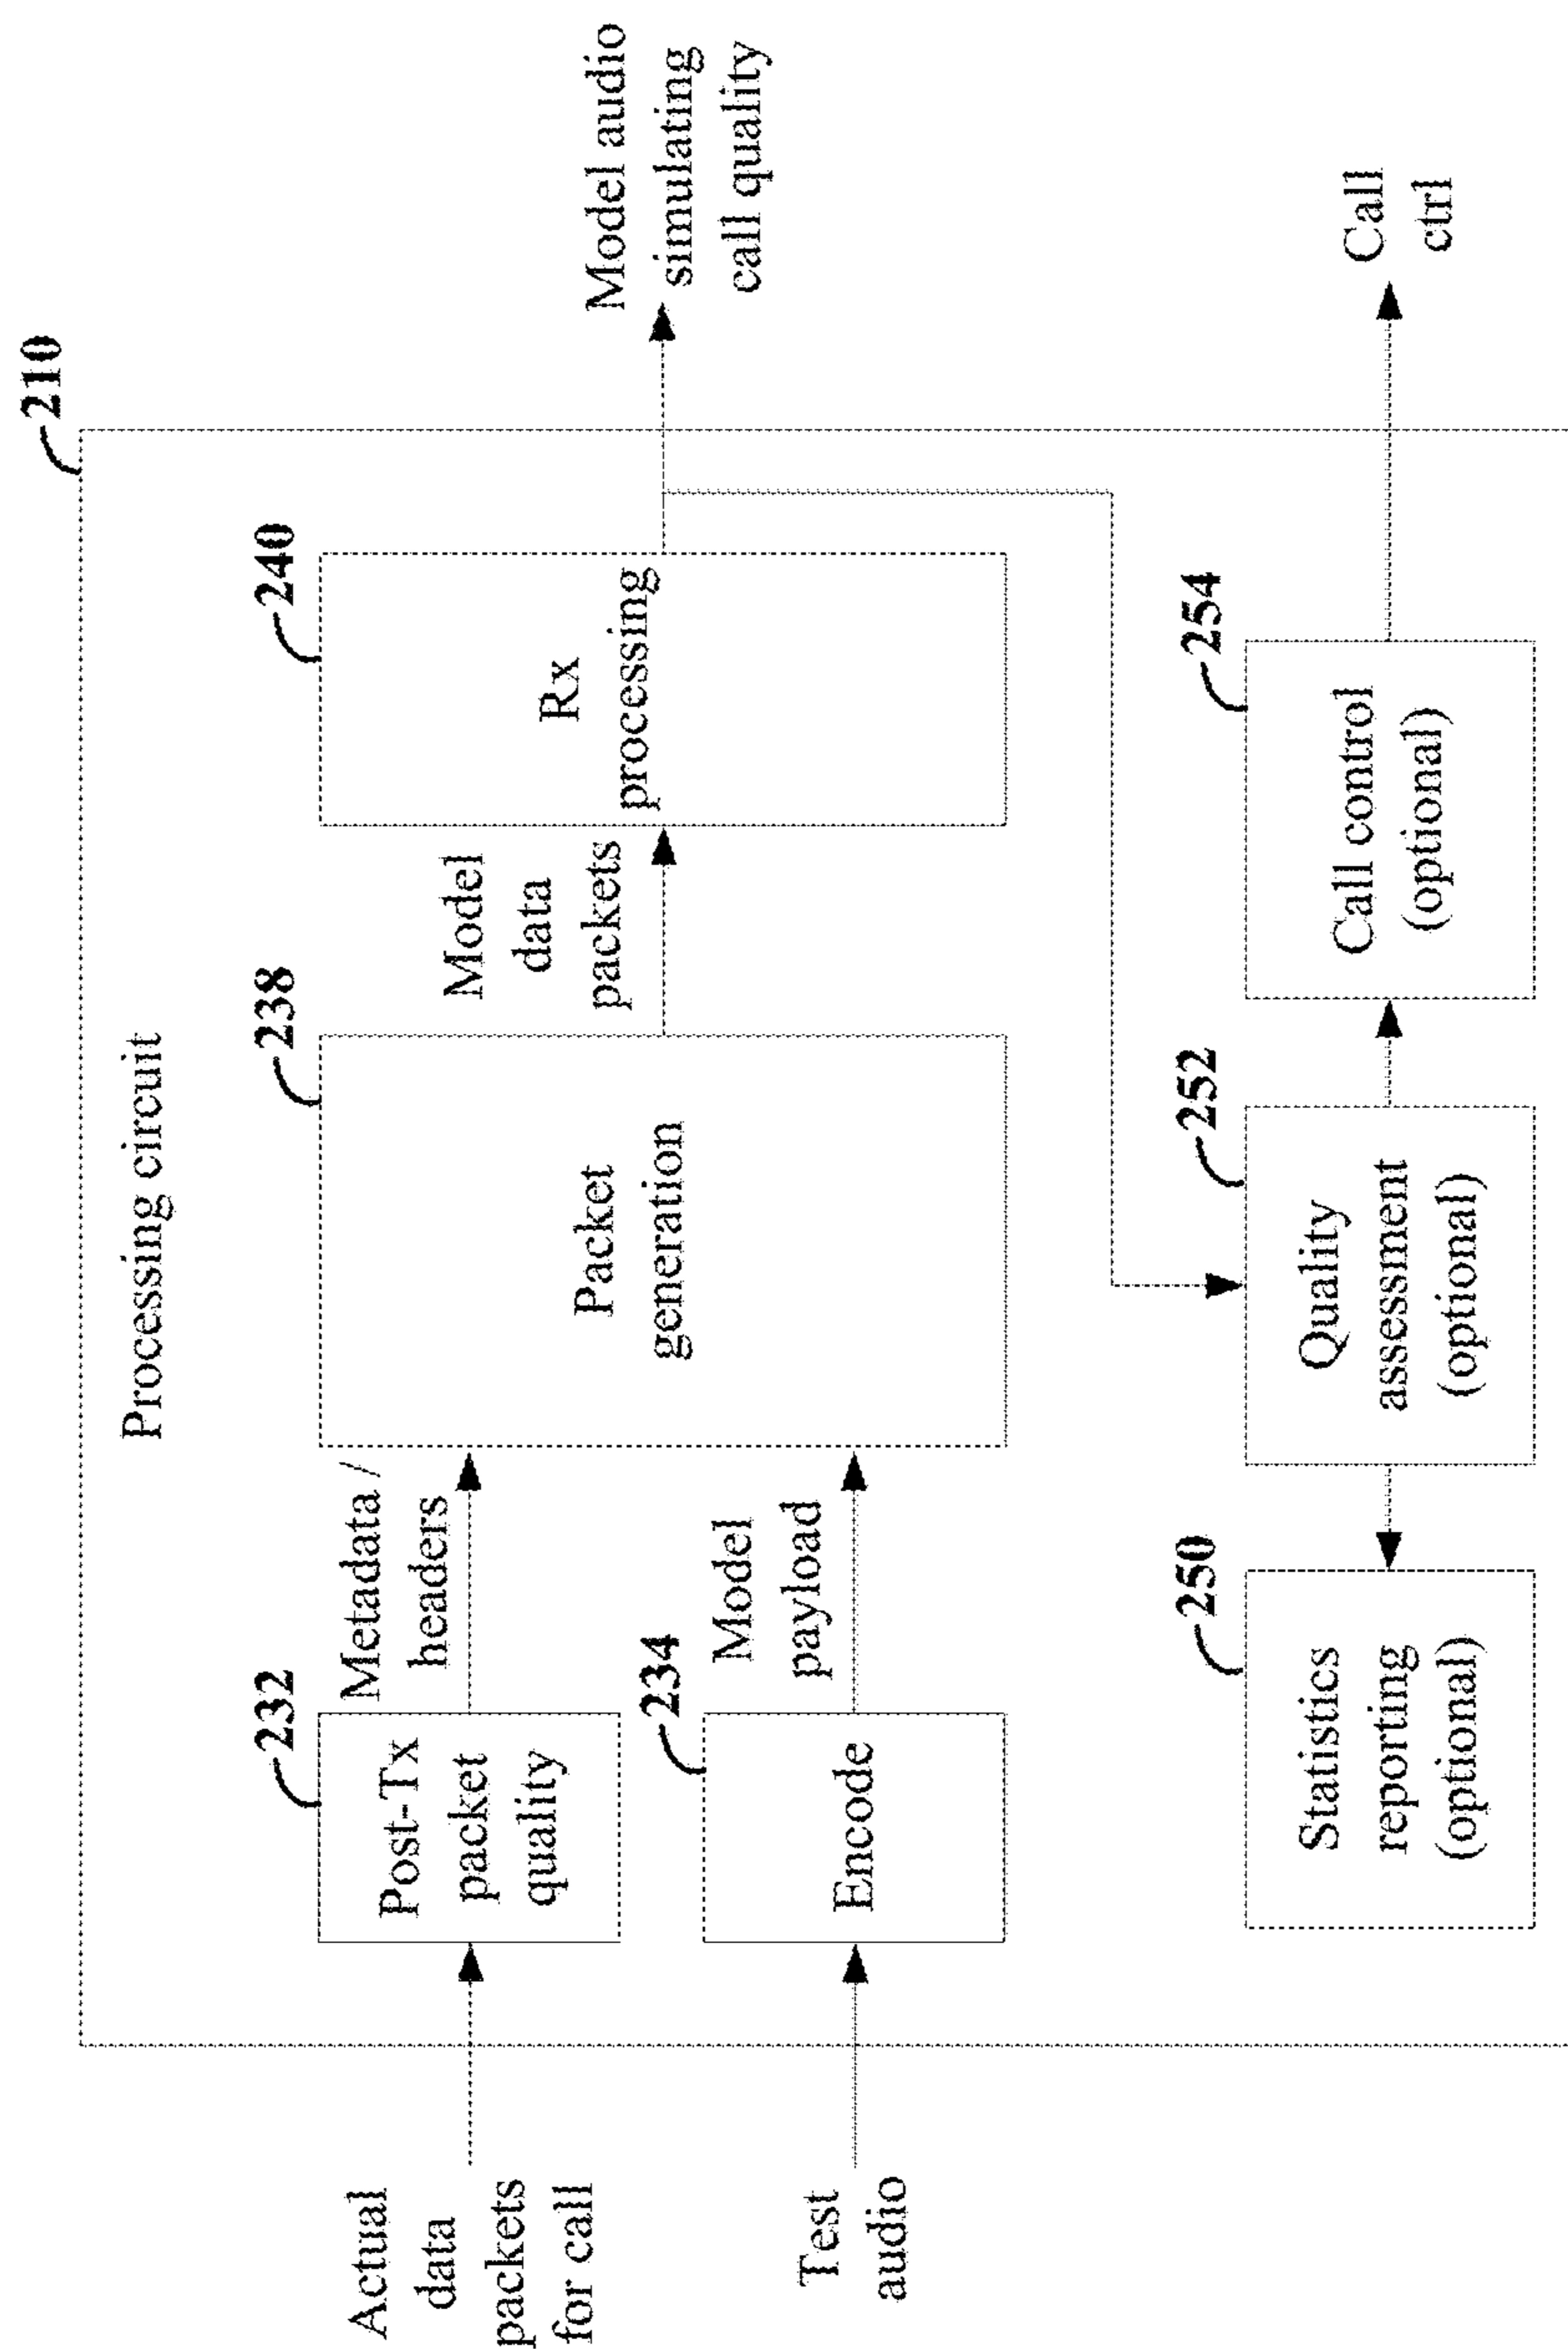 210
Processing circuit
Actual
data
packets
for call
232
Post-Tx
packet
quality
Metadata /
headers
238
Packet
generation
Model
data
packets
240
Rx
processing
Model audio
simulating
call quality
Test
audio
234
Encode
Model
payload
250
Statistics
reporting
(optional)
252
Quality
assessment
(optional)
254
Call control
(optional)
Call
ctrl